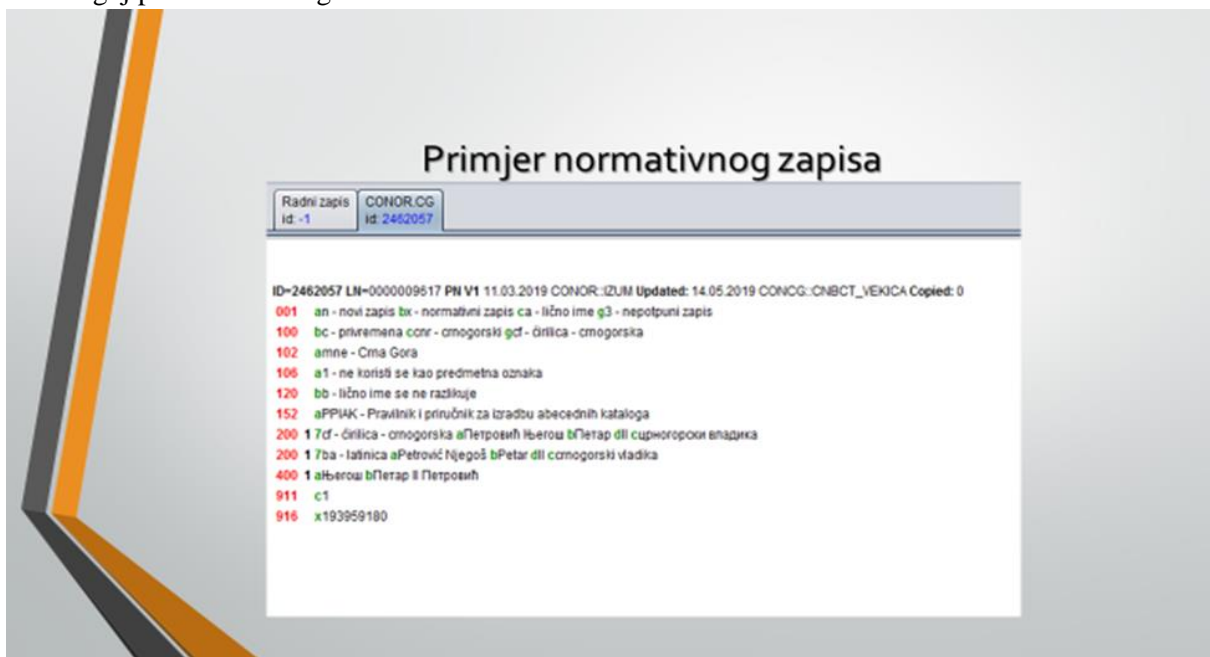 Primjer normativnog zapisa
Radni zapis
id: -1
CONOR.CG
id: 2462057
ID=2462057 LN=0000009617 PN V1 11.03.2019 CONOR::IZUM Updated: 14.05.2019 CONCG::CNBCT_VEKICA Copied: 0
001 an - novi zapis bx - normativni zapis ca - lično ime g3 - nepotpuni zapis
100 bc - privremena ccnr - crnogorski gcf - ćirilica - crnogorska
102 amne - Crna Gora
106 a1 - ne koristi se kao predmetna oznaka
120 bb - lično ime se ne razlikuje
152 aPPIAK - Pravilnik i priručnik za izradbu abecednih kataloga
200 1 7cf - ćirilica - crnogorska aПетровић Његош bПетар dII cцрногорски владика
200 1 7ba - latinica aPetrović Njegoš bPetar dII ccrnogorski vladika
400 1 aЊегош bПетар II Петровић
911 c1
916 x193959180